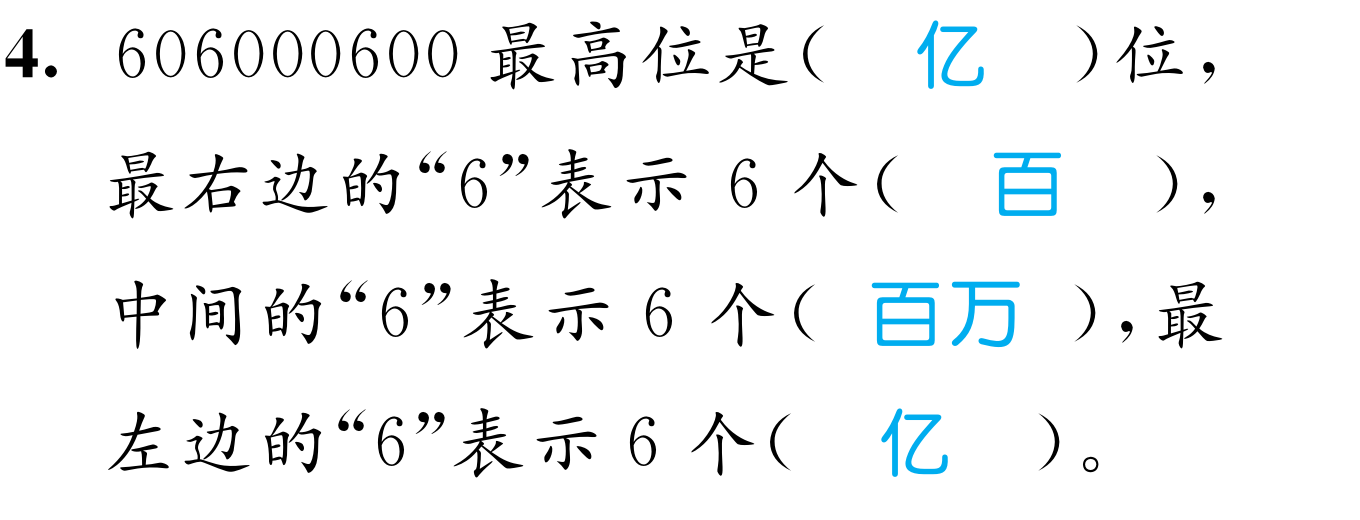 4. 606000600 最高位是( 亿 )位,
最右边的“6”表示 6 个( 百 ),
中间的“6”表示 6 个( 百万 ),最
左边的“6”表示 6 个( 亿 )。